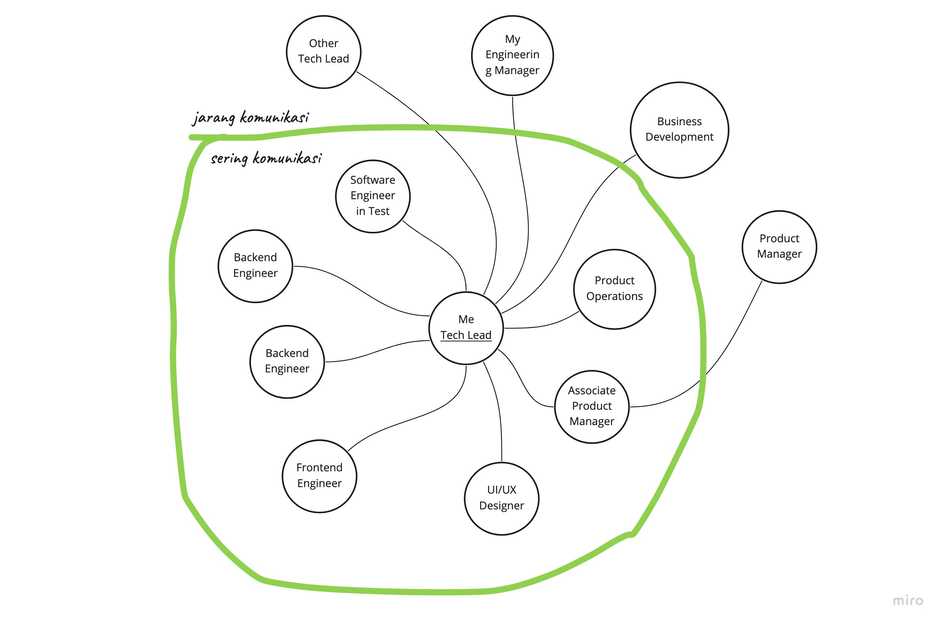 Other
Tech Lead
My
Engineerin
g Manager
Business
Development
jarang komunikasi
sering komunikasi
Software
Engineer
in Test
Product
Manager
Backend
Engineer
Product
Operations
Me
Tech Lead
Backend
Engineer
Associate
Product
Manager
Frontend
Engineer
UI/UX
Designer
miro